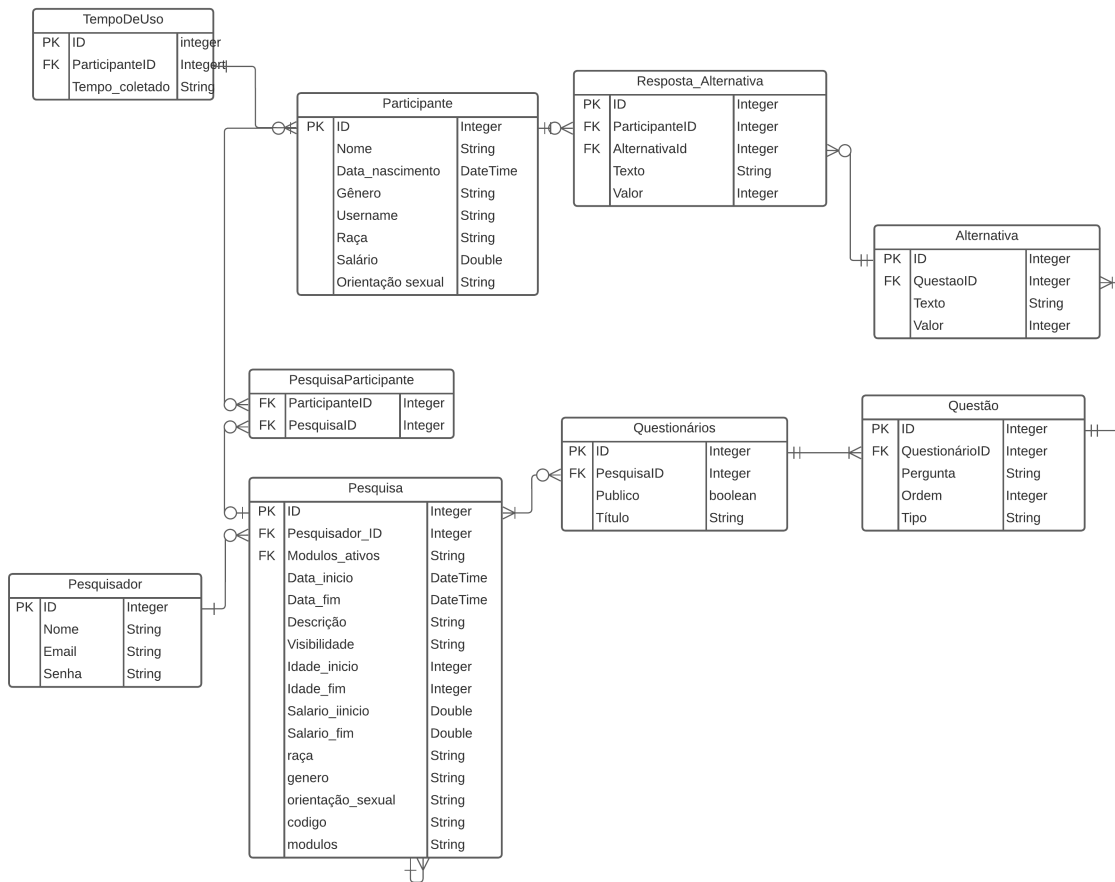 TempoDeUso
PK ID integer
FK ParticipanteID Integert
Tempo_coletado String
Participante
PK ID Integer
Nome String
Data_nascimento DateTime
Gênero String
Username String
Raça String
Salário Double
Orientação sexual String
Resposta_Alternativa
PK ID Integer
FK ParticipanteID Integer
FK AlternativaId Integer
Texto String
Valor Integer
Alternativa
PK ID Integer
FK QuestaoID Integer
Texto String
Valor Integer
PesquisaParticipante
FK ParticipanteID Integer
FK PesquisaID Integer
Questionários
PK ID Integer
FK PesquisaID Integer
Publico boolean
Título String
Questão
PK ID Integer
FK QuestionárioID Integer
Pergunta String
Ordem Integer
Tipo String
Pesquisa
PK ID Integer
FK Pesquisador_ID Integer
FK Modulos_ativos String
Data_inicio DateTime
Data_fim DateTime
Descrição String
Visibilidade String
Idade_inicio Integer
Idade_fim Integer
Salario_iinicio Double
Salario_fim Double
raça String
genero String
orientação_sexual String
codigo String
modulos String
Pesquisador
PK ID Integer
Nome String
Email String
Senha String